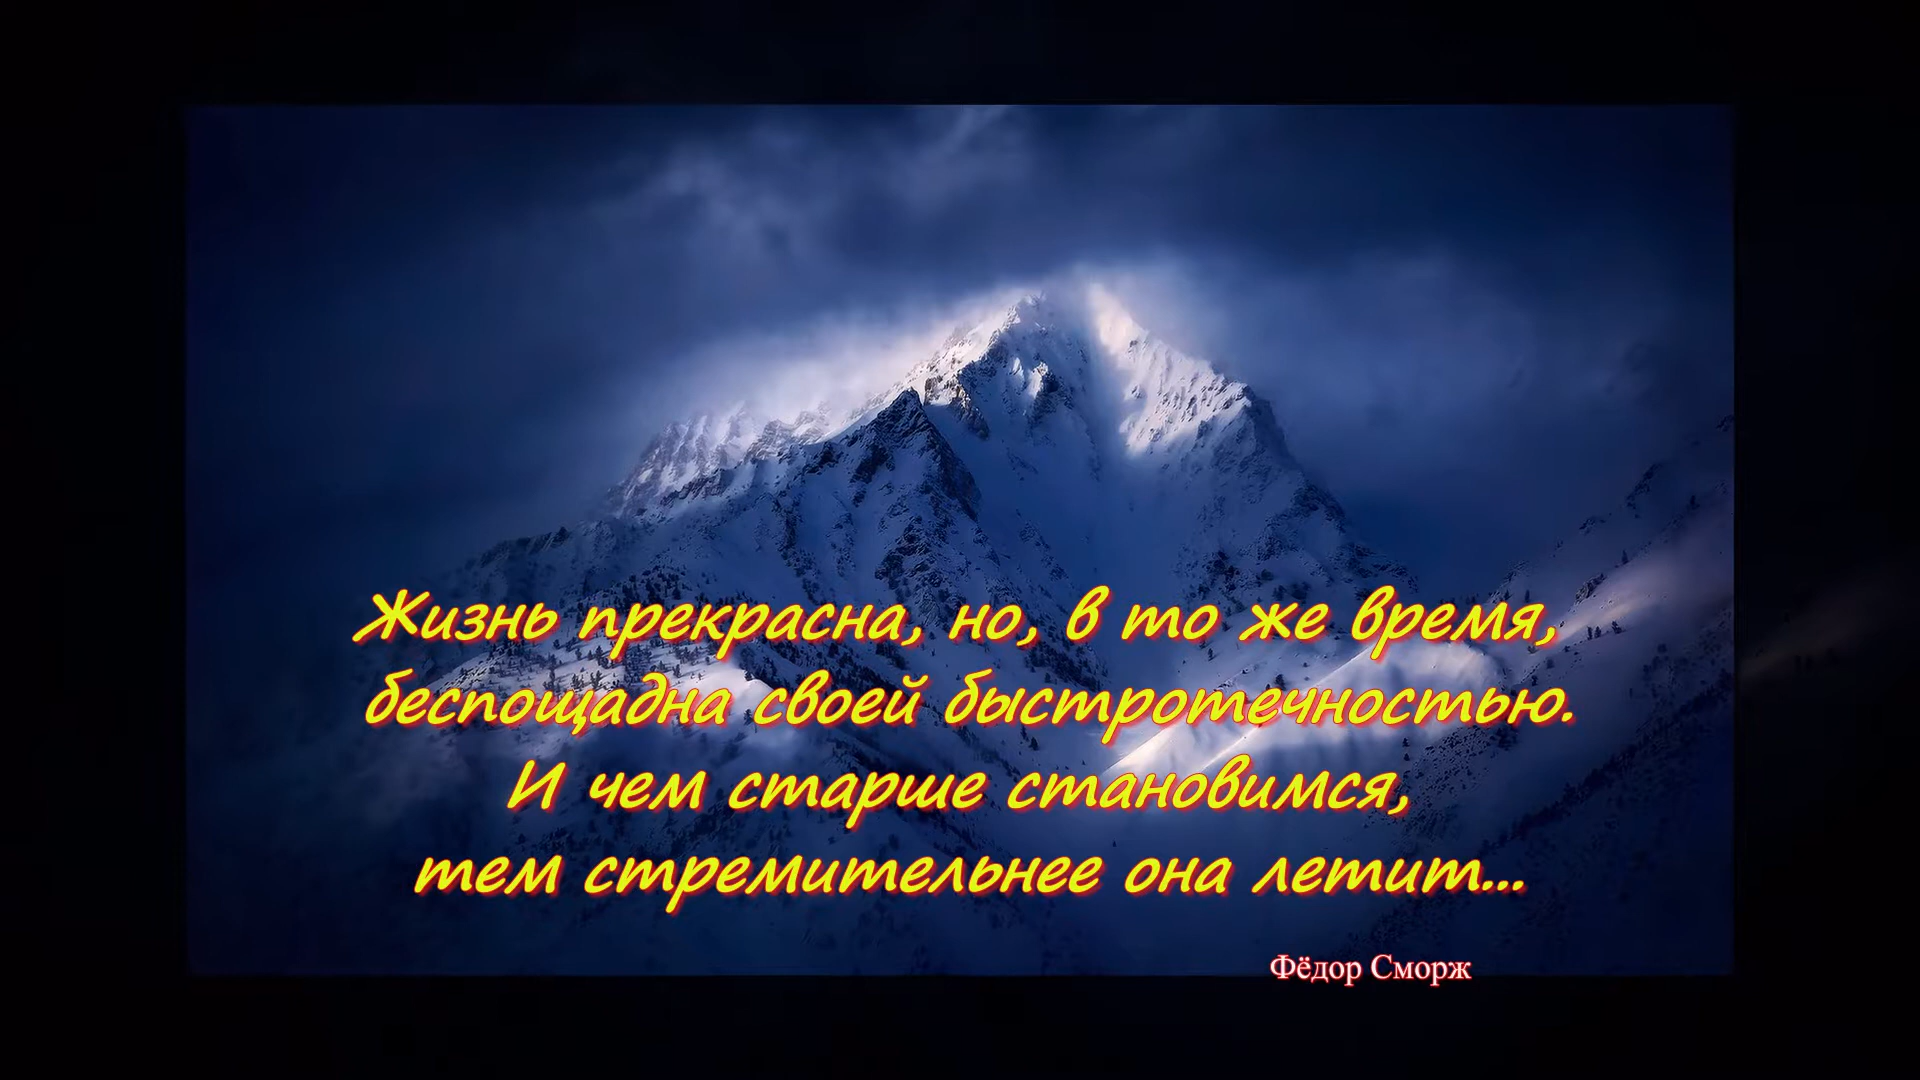 Жизнь прекрасна, но, в то же время,
беспощадна своей быстротечностью.
И чем старше становимся,
тем стремительнее она летит...
Фёдор Сморж